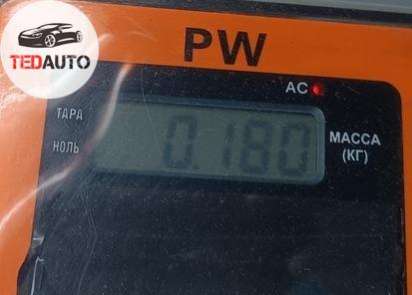 TEDAUTO
PW
AC
ТАРА
НОЛЬ
0.180
МАССА
(КГ)